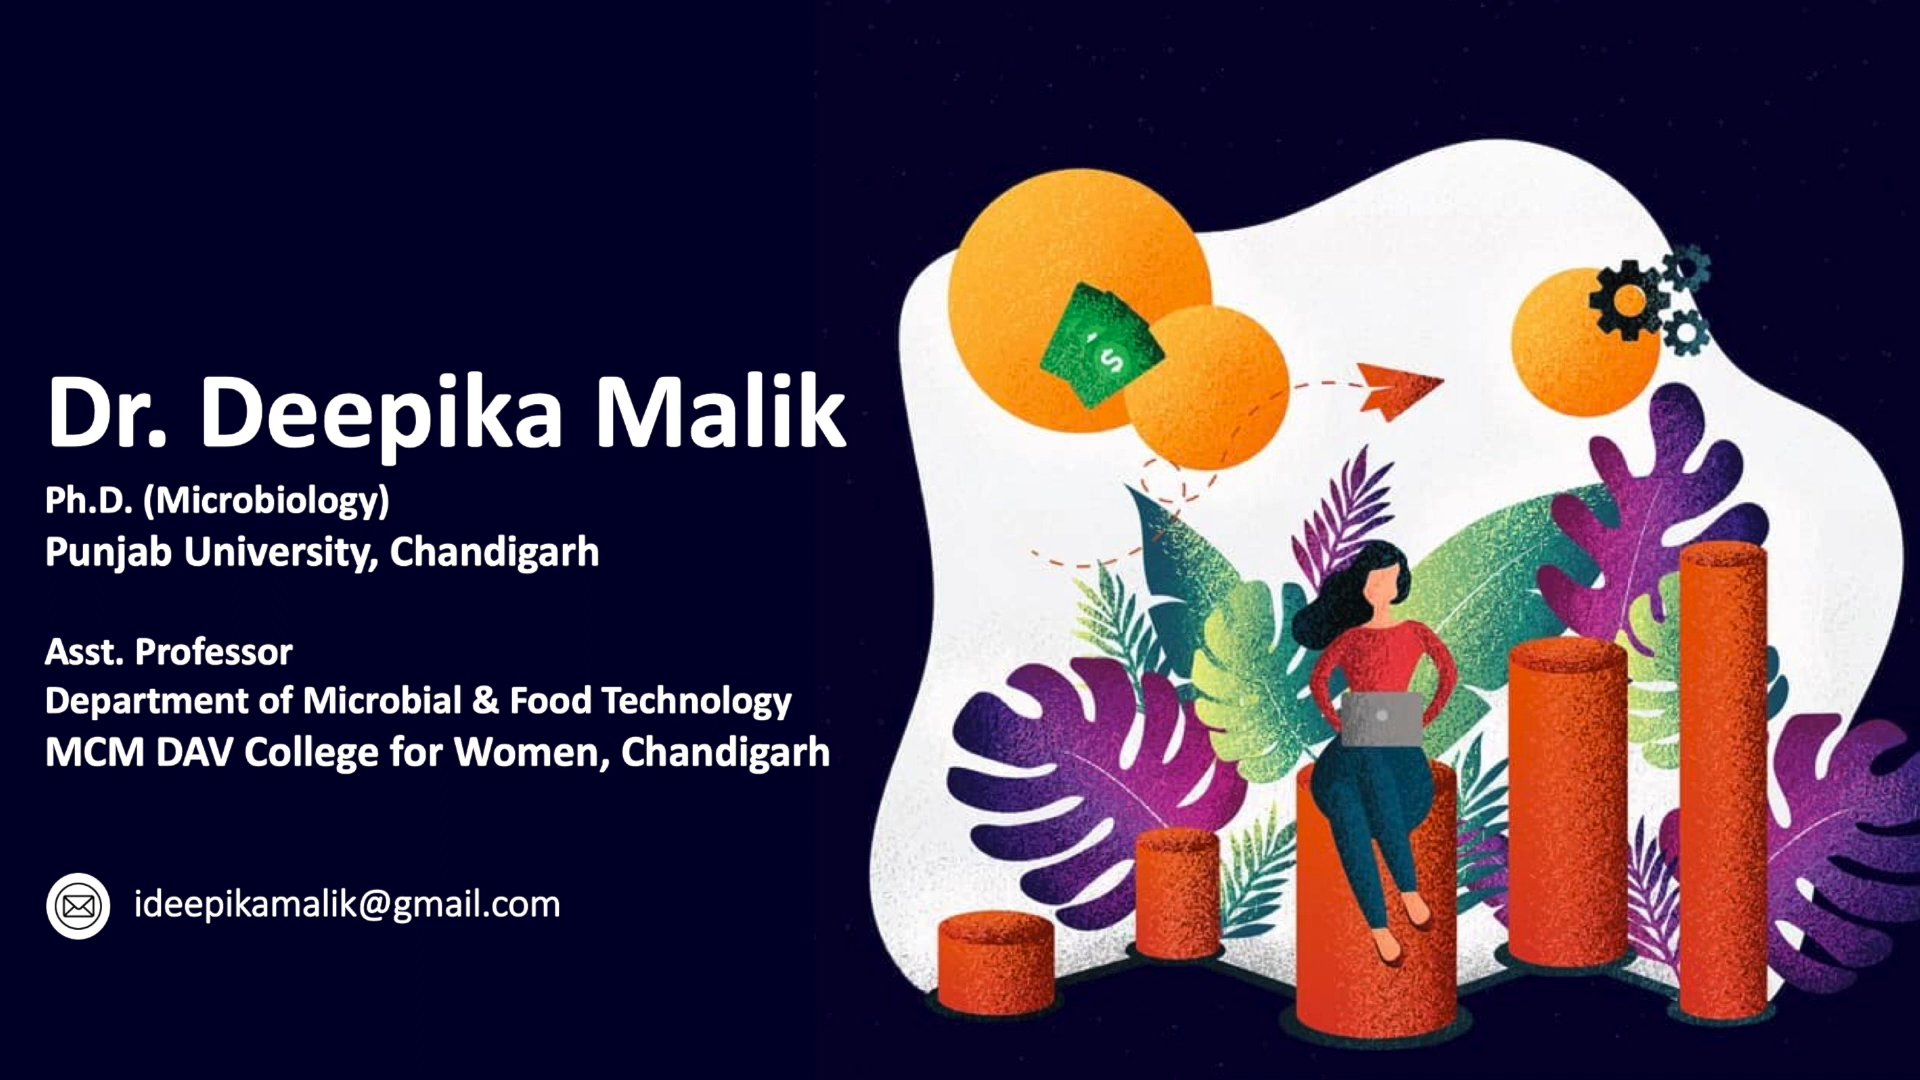 Dr. Deepika Malik
Ph.D. (Microbiology)
Punjab University, Chandigarh
Asst. Professor
Department of Microbial & Food Technology
MCM DAV College for Women, Chandigarh
ideepikamalik@gmail.com
$